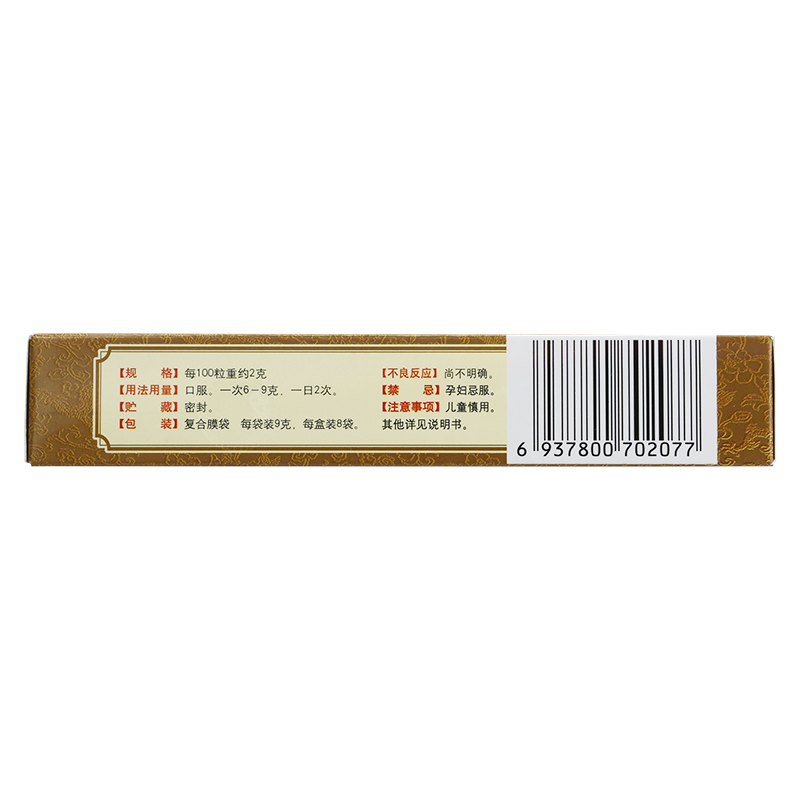 【规 格】每100粒重约2克
【用法用量】口服。一次6-9克，一日2次。
【贮 藏】密封。
【包 装】复合膜袋 每袋装9克，每盒装8袋。
【不良反应】尚不明确。
【禁 忌】孕妇忌服。
【注意事项】儿童慎用。
其他详见说明书。
6 937800 702077